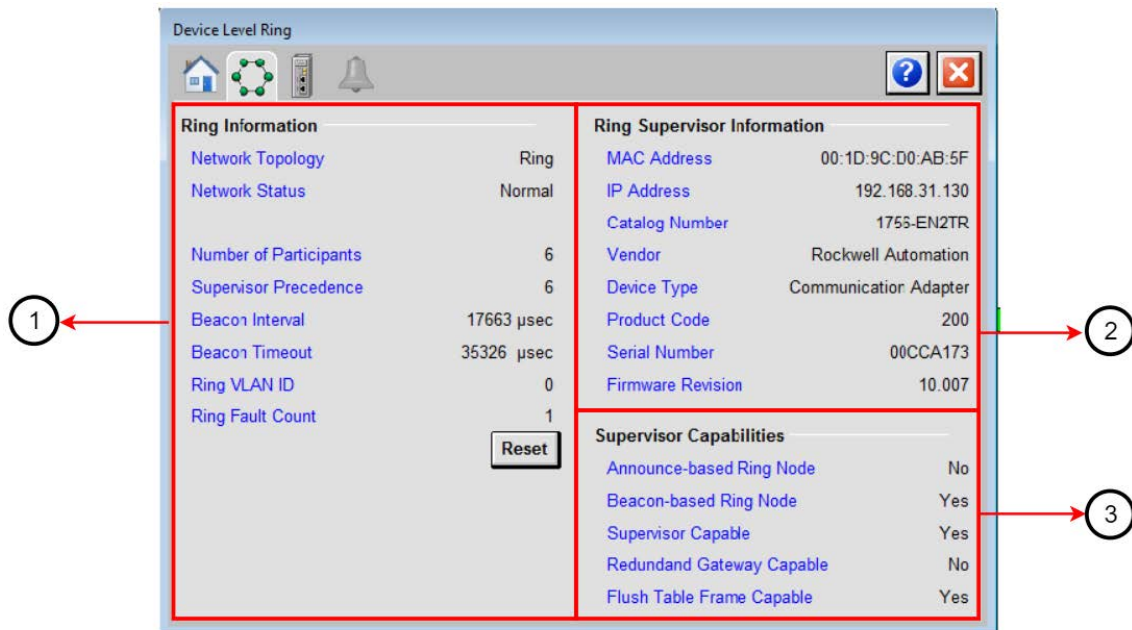 Device Level Ring
Ring Information
Network Topology Ring
Network Status Normal
Number of Participants 6
Supervisor Precedence 6
Beacon Interval 17663 µsec
Beacon Timeout 35326 µsec
Ring VLAN ID 0
Ring Fault Count 1
Reset
1
Ring Supervisor Information
MAC Address 00:1D:9C:D0:AB:5F
IP Address 192.168.31.130
Catalog Number 1756-EN2TR
Vendor Rockwell Automation
Device Type Communication Adapter
Product Code 200
Serial Number 00CCA173
Firmware Revision 10.007
2
Supervisor Capabilities
Announce-based Ring Node No
Beacon-based Ring Node Yes
Supervisor Capable Yes
Redundand Gateway Capable No
Flush Table Frame Capable Yes
3